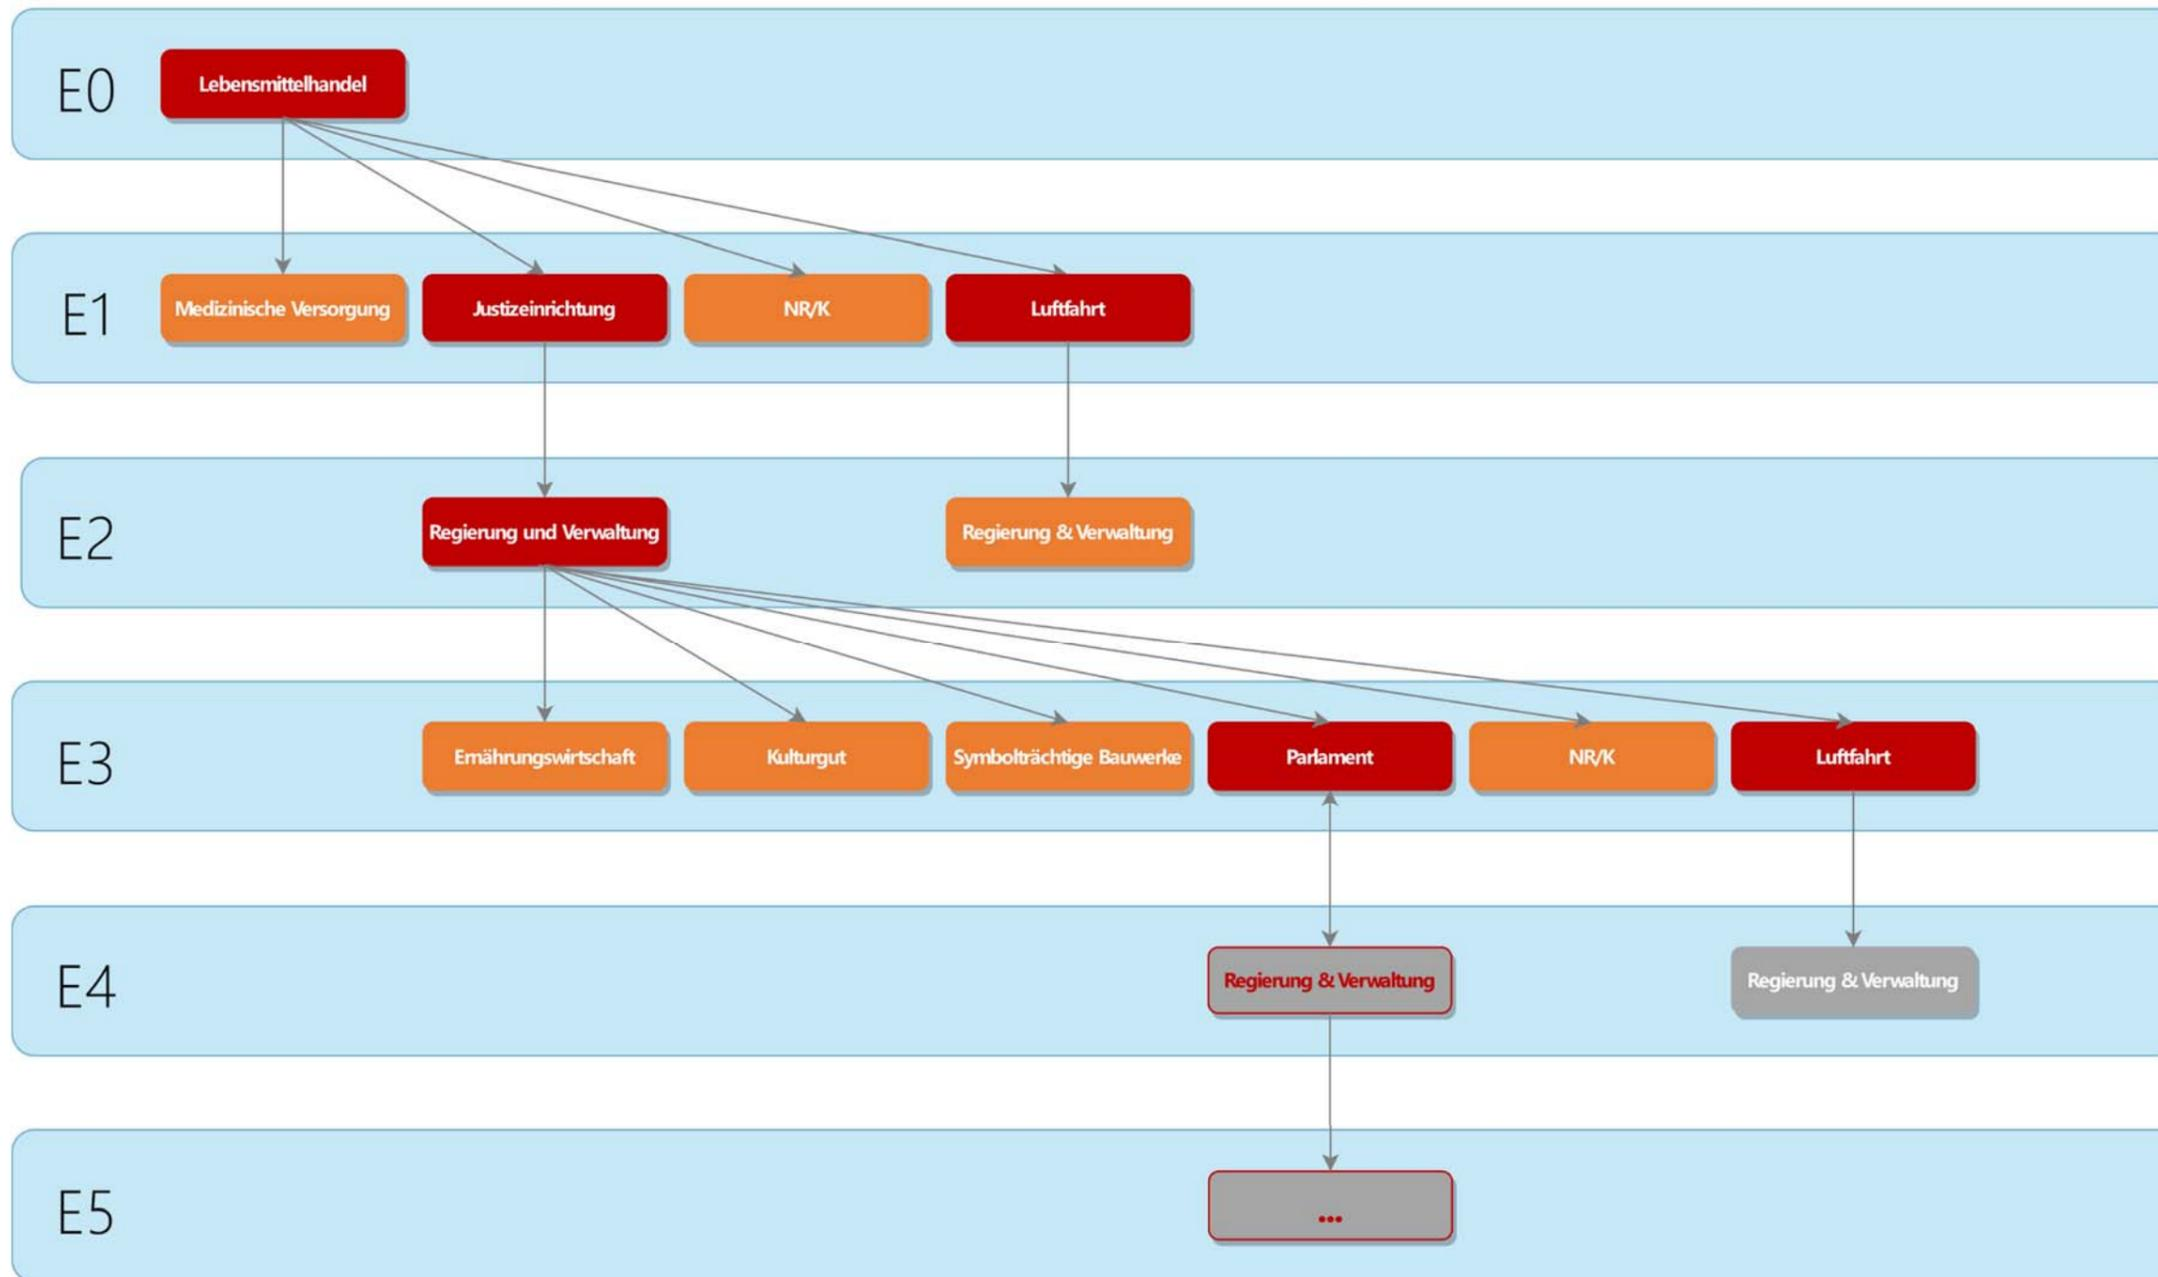 E0
Lebensmittelhandel
E1
Medizinische Versorgung
Justizeinrichtung
NR/K
Luftfahrt
E2
Regierung und Verwaltung
Regierung & Verwaltung
E3
Ernährungswirtschaft
Kulturgut
Symbolträchtige Bauwerke
Parlament
NR/K
Luftfahrt
E4
Regierung & Verwaltung
Regierung & Verwaltung
E5
...